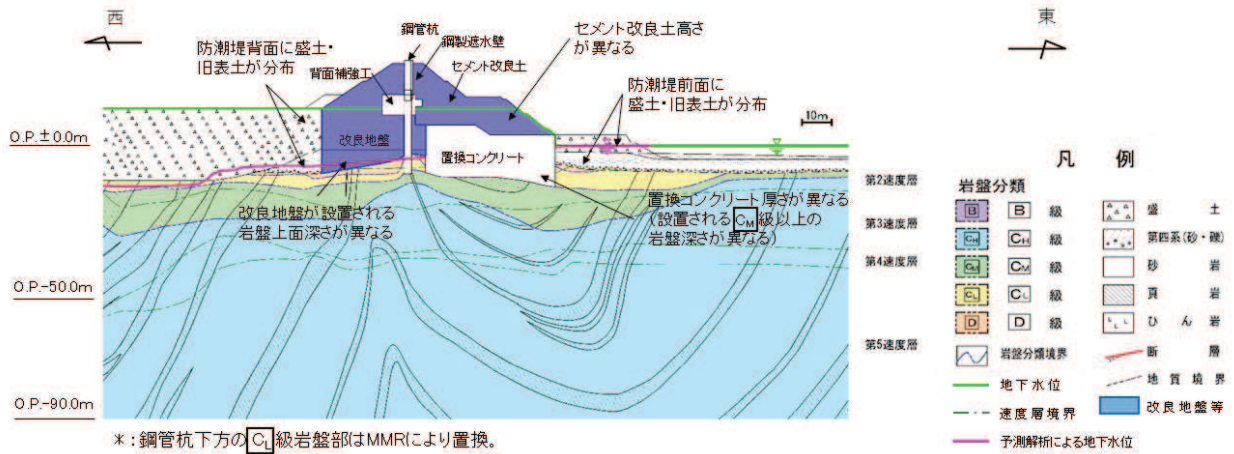 西
東
鋼管杭
鋼製遮水壁
セメント改良土高さ
が異なる
防潮堤背面に盛土・
旧表土が分布
背面補強工
セメント改良土
防潮堤前面に
盛土・旧表土が分布
10m
O.P.±0.0m
改良地盤
置換コンクリート
改良地盤が設置される
岩盤上面深さが異なる
置換コンクリート厚さが異なる
(設置されるCM級以上の
岩盤深さが異なる)
第2速度層
第3速度層
第4速度層
第5速度層
O.P.-50.0m
O.P.-90.0m
*:鋼管杭下方のCL級岩盤部はMMRにより置換。
凡 例
岩盤分類
B B 級
CH CH 級
CM CM 級
CL CL 級
D D 級
岩盤分類境界
地下水位
速度層境界
予測解析による地下水位
盛 土
第四系(砂・礫)
砂 岩
頁 岩
ひ ん 岩
断 層
地 質 境 界
改良地盤等